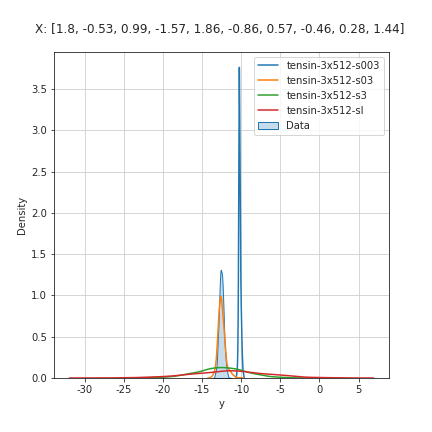 X: [1.8, -0.53, 0.99, -1.57, 1.86, -0.86, 0.57, -0.46, 0.28, 1.44]
tensin-3x512-s003
tensin-3x512-s03
tensin-3x512-s3
tensin-3x512-sl
Data
Density
3.5
3.0
2.5
2.0
1.5
1.0
0.5
0.0
-30 -25 -20 -15 -10 -5 0 5
y